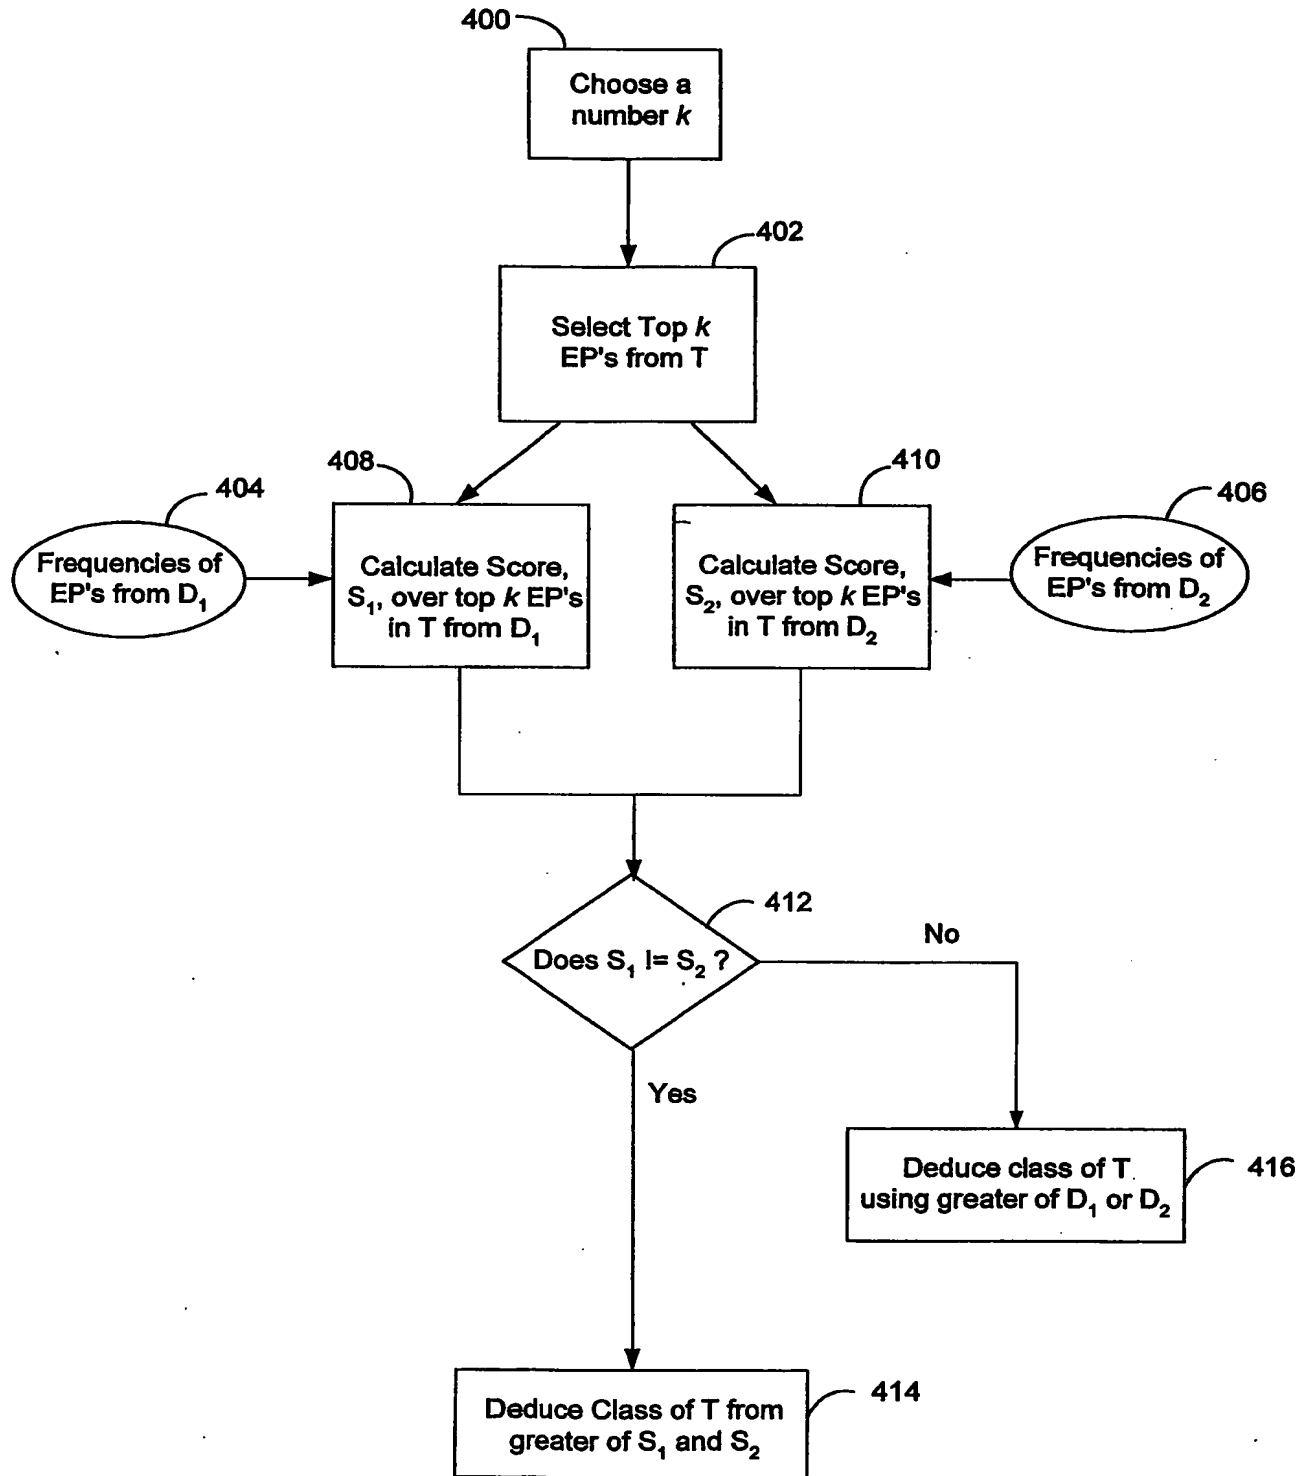 400
Choose a
number k
402
Select Top k
EP's from T
408
410
404
406
Frequencies of
EP's from D₁
Calculate Score,
S₁, over top k EP's
in T from D₁
Calculate Score,
S₂, over top k EP's
in T from D₂
Frequencies of
EP's from D₂
412
Does S₁ != S₂ ?
No
Yes
Deduce class of T
using greater of D₁ or D₂
416
414
Deduce Class of T from
greater of S₁ and S₂